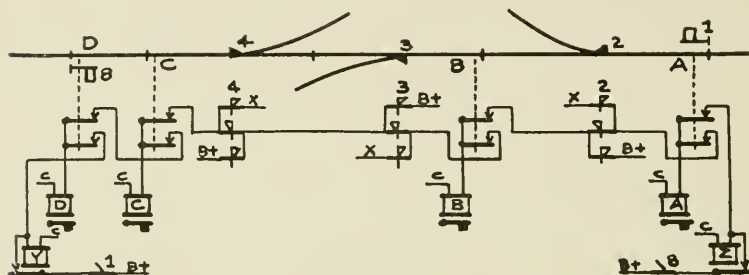 D 4 2 1
8 C 3 B A
4 X 3 B+ 2 X
B+ X B+
C C C C
D C B A
C C
Y Σ
1 B+ B+ 8